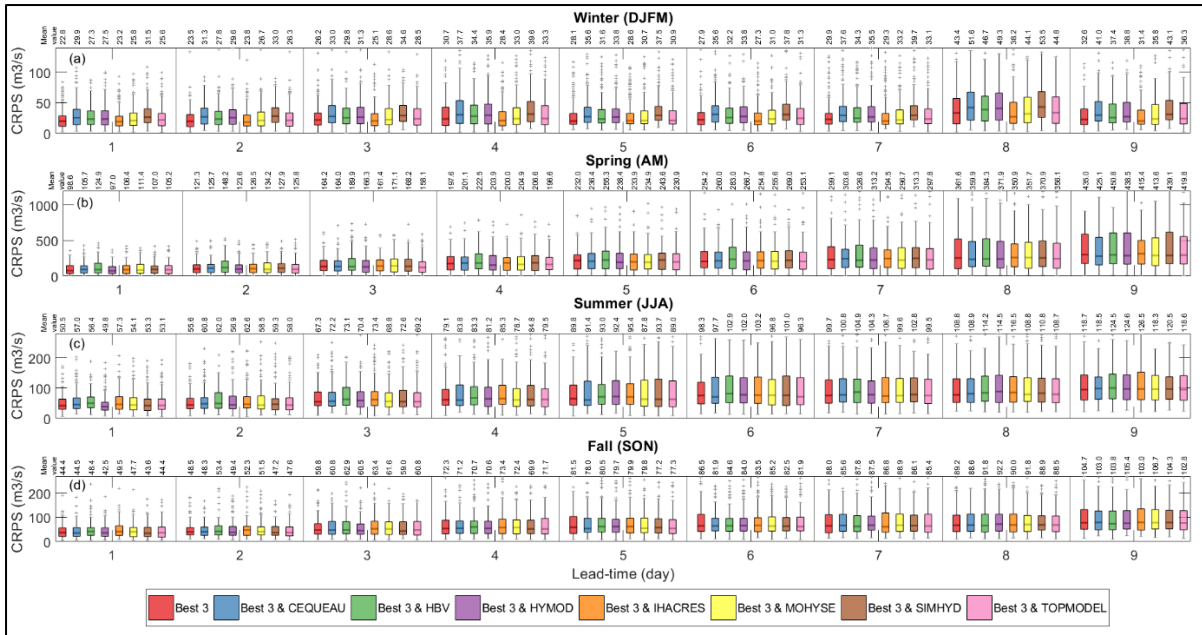 Winter (DJFM)
Mean value 22.8 29.9 27.3 27.5 23.2 25.8 31.5 25.6 23.5 31.3 27.8 29.6 23.8 26.7 33.0 26.3 26.2 33.0 31.3 25.1 28.6 34.8 28.5 30.7 37.7 34.4 35.9 28.4 33.0 39.6 33.3 28.1 35.6 31.6 33.8 28.6 30.7 37.5 30.9 27.9 35.6 32.2 33.8 27.3 31.0 37.8 31.3 29.9 37.6 34.3 35.5 29.3 33.2 39.7 33.1 43.4 51.6 46.7 49.3 38.2 44.1 53.5 44.8 32.6 41.0 37.4 38.8 35.8 43.1 36.3
(a)
CRPS (m3/s)
100
50
0
1 2 3 4 5 6 7 8 9
Spring (AM)
Mean value 98.6 105.7 124.9 97.0 106.4 111.4 107.0 105.2 121.3 125.7 148.2 123.6 126.5 134.2 127.9 125.8 164.2 164.0 189.9 166.3 161.4 171.1 168.2 158.1 197.6 201.1 222.5 203.9 200.0 204.9 206.6 196.6 232.0 236.4 255.3 238.4 233.9 234.9 243.6 230.9 254.2 260.0 283.0 266.7 254.8 255.6 269.0 253.1 299.1 303.6 326.6 313.2 296.7 313.3 297.8 361.6 359.9 384.3 371.9 350.9 351.7 370.9 435.0 425.1 450.8 438.5 415.4 413.6 439.1 419.8
(b)
CRPS (m3/s)
1000
500
0
1 2 3 4 5 6 7 8 9
Summer (JJA)
Mean value 50.5 57.0 56.4 49.8 57.3 54.1 53.3 53.1 55.6 60.8 62.0 56.9 62.6 58.5 59.3 58.0 67.3 72.2 73.1 70.4 73.4 68.8 72.6 69.2 79.1 83.8 83.3 81.2 85.3 78.7 84.8 79.5 89.8 91.4 93.0 92.4 95.4 87.8 93.7 89.0 98.3 97.7 102.9 102.0 103.2 96.8 101.0 96.3 99.7 100.8 104.9 104.3 106.7 99.6 102.8 99.5 108.8 108.9 114.2 114.5 116.5 108.8 110.8 108.7 118.7 118.5 124.5 124.6 126.5 118.3 120.5 118.6
(c)
CRPS (m3/s)
200
100
0
1 2 3 4 5 6 7 8 9
Fall (SON)
Mean value 44.4 44.5 48.4 42.5 49.5 47.7 43.6 44.4 48.5 48.3 53.4 49.4 52.3 51.5 47.2 47.6 59.8 60.8 62.9 60.5 63.4 61.6 59.0 60.8 72.3 71.2 70.7 70.6 73.4 72.4 69.9 71.7 81.5 78.0 80.5 79.7 79.9 79.8 77.2 77.3 86.5 81.9 84.6 84.0 83.5 85.2 82.5 81.9 88.0 85.6 87.8 87.5 86.8 88.9 86.1 85.4 89.2 88.6 91.8 92.2 90.0 91.8 88.9 88.5 104.7 103.0 103.8 105.4 103.0 106.7 104.3 102.8
(d)
CRPS (m3/s)
200
100
0
1 2 3 4 5 6 7 8 9
Lead-time (day)
Best 3 Best 3 & CEQUEAU Best 3 & HBV Best 3 & HYMOD Best 3 & IHACRES Best 3 & MOHYSE Best 3 & SIMHYD Best 3 & TOPMODEL